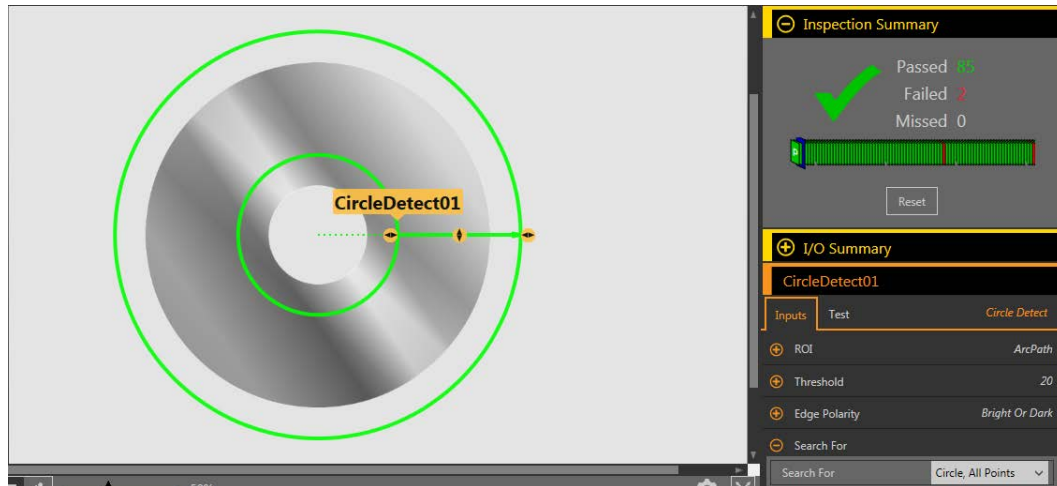 CircleDetect01
Inspection Summary
Passed 85
Failed 2
Missed 0
Reset
I/O Summary
CircleDetect01
Inputs Test Circle Detect
ROI ArcPath
Threshold 20
Edge Polarity Bright Or Dark
Search For
Search For Circle, All Points